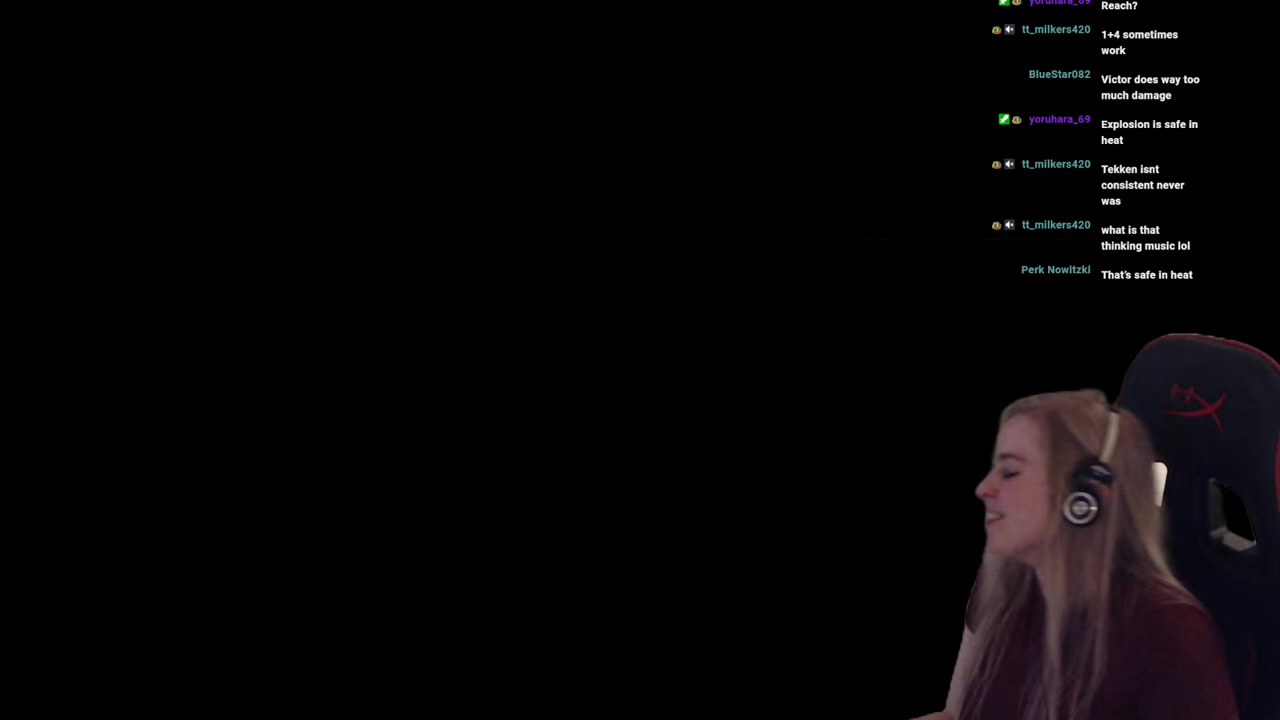 yoruhara_69 Reach?
tt_milkers420 1+4 sometimes
work
BlueStar082 Victor does way too
much damage
yoruhara_69 Explosion is safe in
heat
tt_milkers420 Tekken isnt
consistent never
was
tt_milkers420 what is that
thinking music lol
Perk Nowitzki That's safe in heat